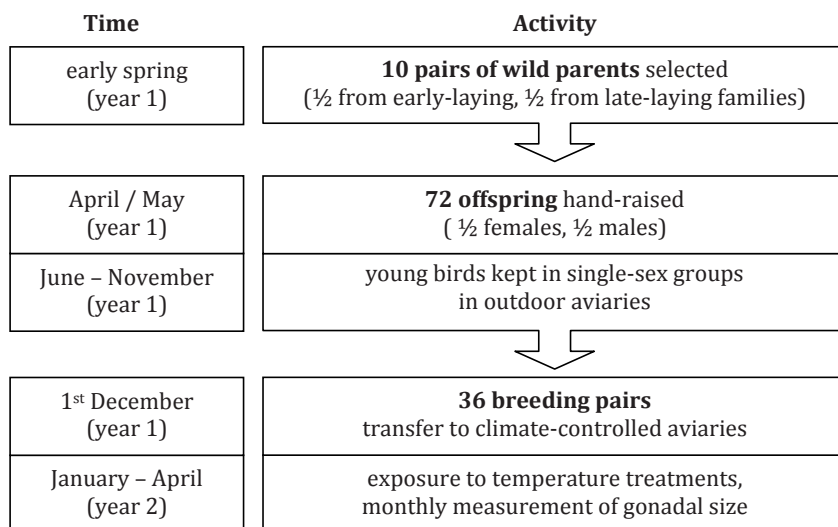 Time
Activity
early spring
(year 1)
10 pairs of wild parents selected
(½ from early-laying, ½ from late-laying families)
April / May
(year 1)
72 offspring hand-raised
( ½ females, ½ males)
June – November
(year 1)
young birds kept in single-sex groups
in outdoor aviaries
1st December
(year 1)
36 breeding pairs
transfer to climate-controlled aviaries
January – April
(year 2)
exposure to temperature treatments,
monthly measurement of gonadal size